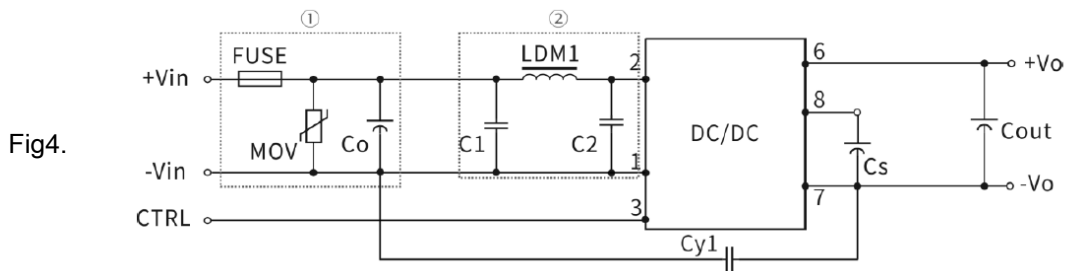 ① ②
FUSE LDM1
+Vin 2 6 +Vo
8
Fig4. MOV Co C1 C2 DC/DC Cs Cout
-Vin 1 7 -Vo
CTRL 3
Cy1